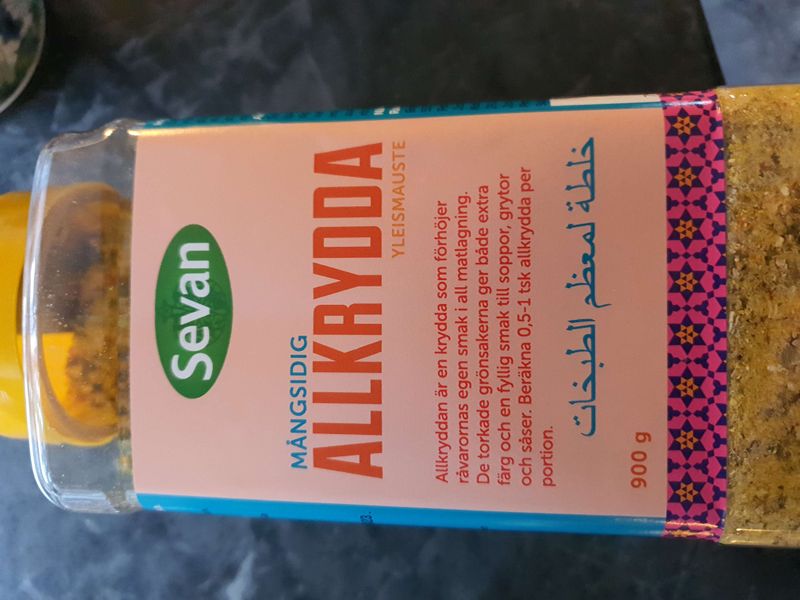 Sevan
MÅNGSIDIG
ALLKRYDDA
YLEISMAUSTE
Allkryddan är en krydda som förhöjer
råvarornas egen smak i all matlagning.
De torkade grönsakerna ger både extra
färg och en fyllig smak till soppor, grytor
och såser. Beräkna 0,5-1 tsk allkrydda per
portion.
خلطة لمعظم الطبخات
900 g